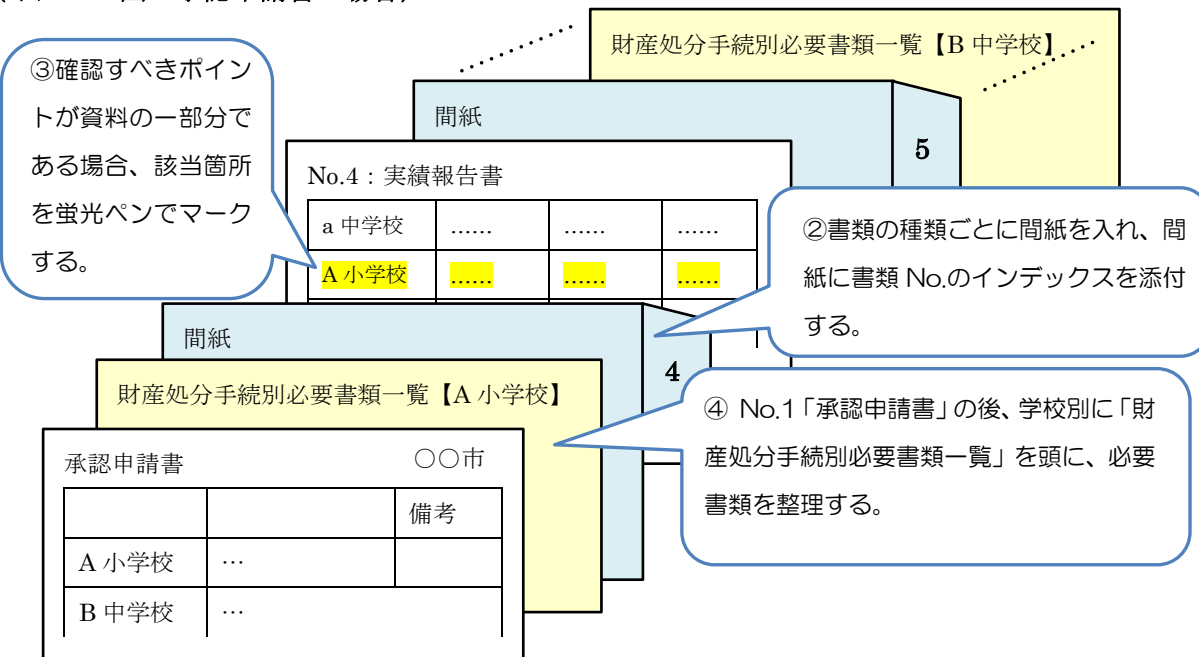 財産処分手続別必要書類一覧【B 中学校】
③確認すべきポイン
トが資料の一部分で
ある場合、該当箇所
を蛍光ペンでマーク
する。
間紙
5
No.4：実績報告書
a 中学校 …… …… ……
A 小学校 …… …… ……
②書類の種類ごとに間紙を入れ、間
紙に書類 No.のインデックスを添付
する。
間紙
4
財産処分手続別必要書類一覧【A 小学校】
④ No.1「承認申請書」の後、学校別に「財
産処分手続別必要書類一覧」を頭に、必要
書類を整理する。
承認申請書 〇〇市
備考
A 小学校 …
B 中学校 …